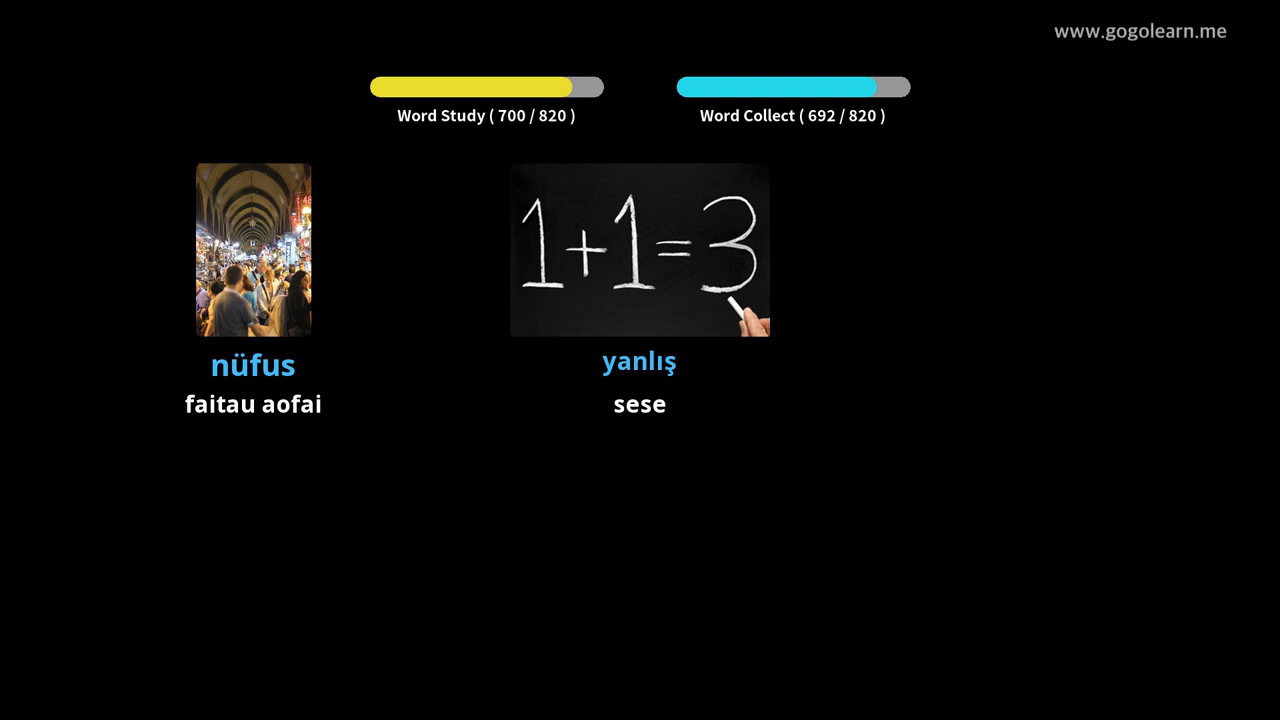 www.gogolearn.me
Word Study ( 700 / 820 )
Word Collect ( 692 / 820 )
1+1=3
nüfus
yanlış
faitau aofai
sese